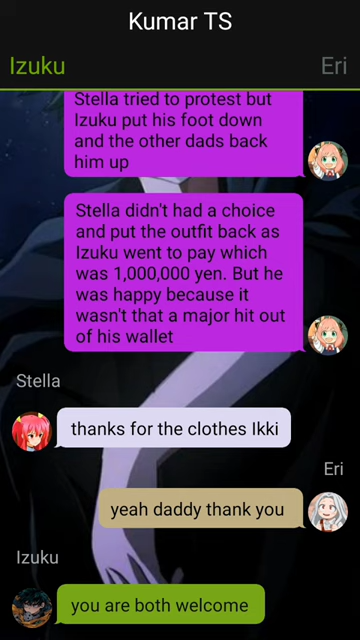 Kumar TS
Izuku
Eri
Stella tried to protest but
Izuku put his foot down
and the other dads back
him up
Stella didn't had a choice
and put the outfit back as
Izuku went to pay which
was 1,000,000 yen. But he
was happy because it
wasn't that a major hit out
of his wallet
Stella
thanks for the clothes Ikki
Eri
yeah daddy thank you
Izuku
you are both welcome